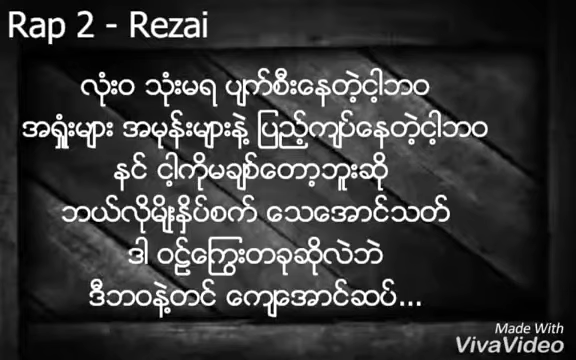 Rap 2 - Rezai
လုံးဝ သုံးမရ ပျက်စီးနေတဲ့ငါ့ဘဝ
အရှုံးများ အမုန်းများနဲ့ ပြည့်ကျပ်နေတဲ့ငါ့ဘဝ
နင် ငါ့ကိုမချစ်တော့ဘူးဆို
ဘယ်လိုမျိုးနှိပ်စက် သေအောင်သတ်
ဒါ ဝဋ်ကြွေးတခုဆိုလဲဘဲ
ဒီဘဝနဲ့တင် ကျေအောင်ဆပ်...
Made With
VivaVideo